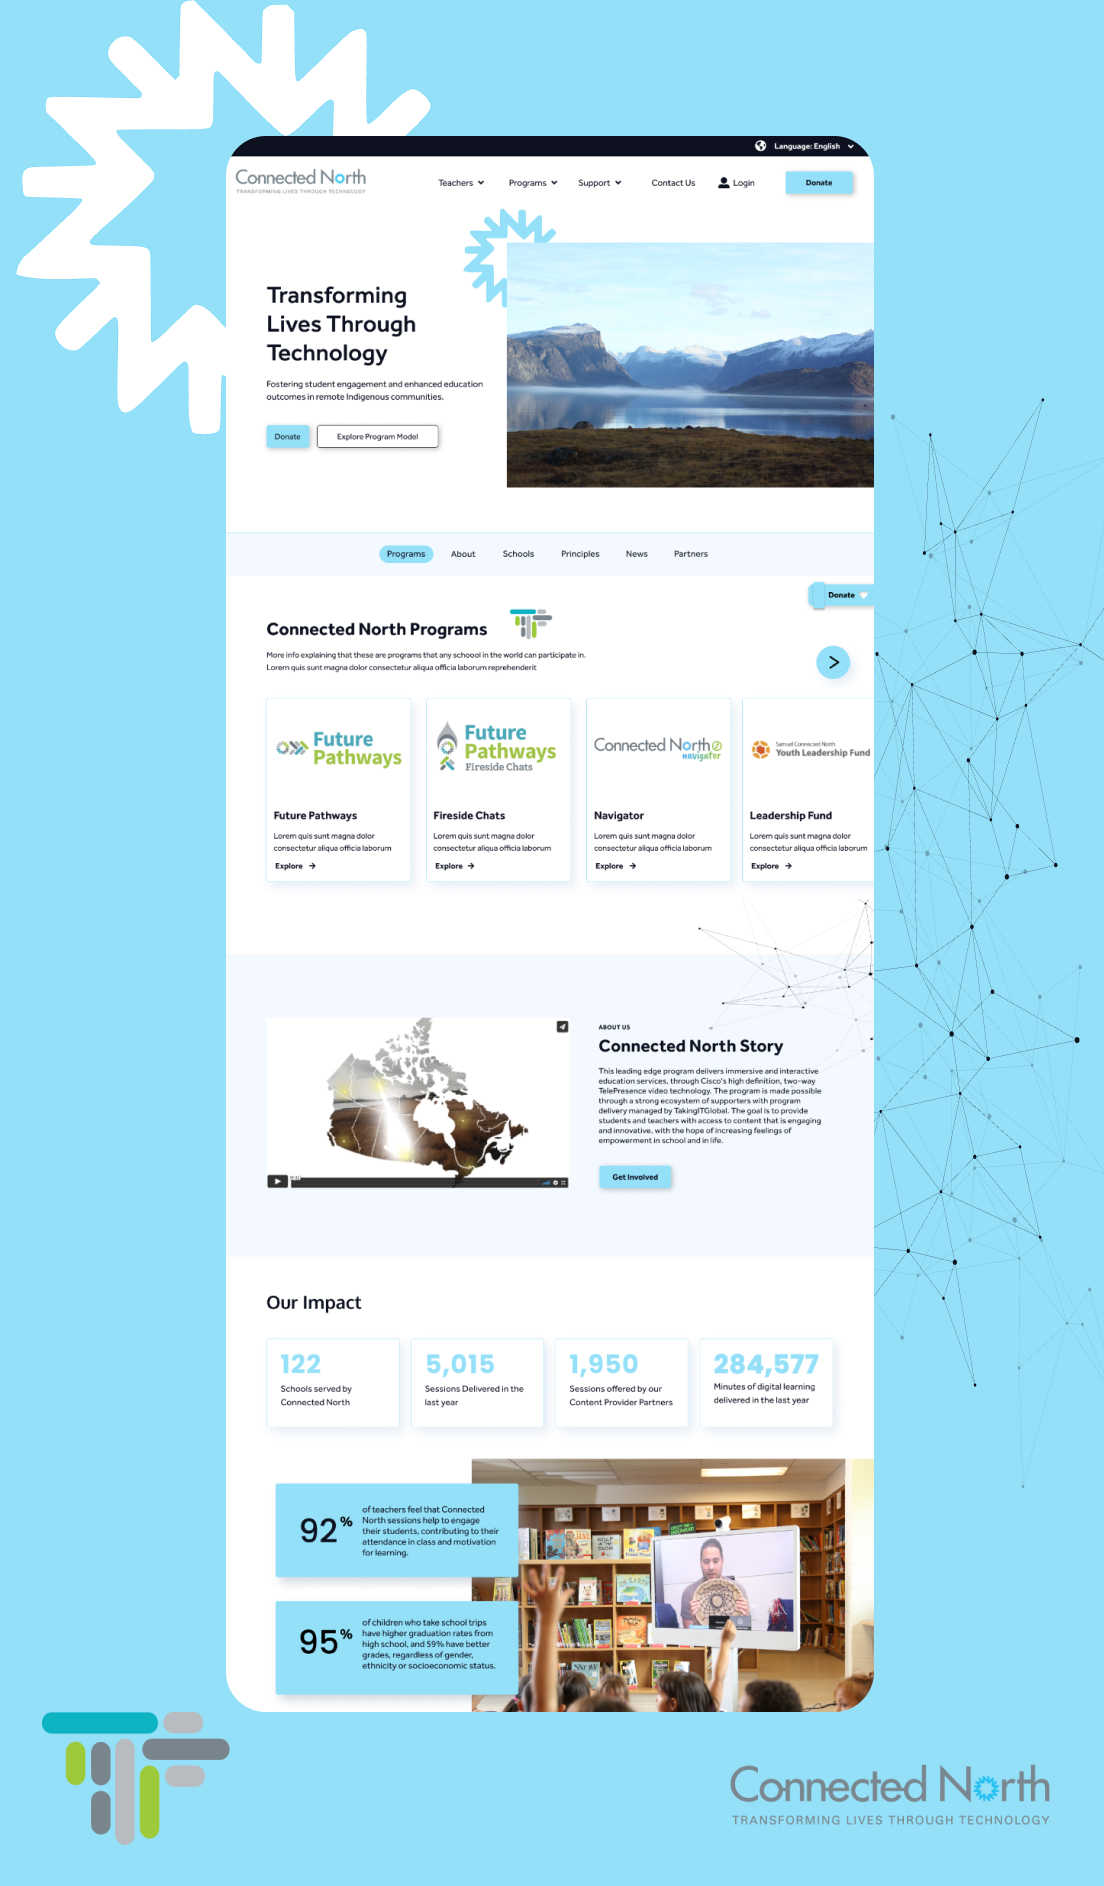 Language: English
Connected North
TRANSFORMING LIVES THROUGH TECHNOLOGY
Teachers
Programs
Support
Contact Us
Login
Donate
Transforming
Lives Through
Technology
Fostering student engagement and enhanced education
outcomes in remote Indigenous communities.
Donate
Explore Program Model
Programs
About
Schools
Principles
News
Partners
Donate
Connected North Programs
More info explaining that these are programs that any schoool in the world can participate in.
Lorem quis sunt magna dolor consectetur aliqua officia laborum reprehenderit
Future
Pathways
Future Pathways
Lorem quis sunt magna dolor
consectetur aliqua officia laborum
Explore
Future
Pathways
Fireside Chats
Fireside Chats
Lorem quis sunt magna dolor
consectetur aliqua officia laborum
Explore
Connected North
navigator
Navigator
Lorem quis sunt magna dolor
consectetur aliqua officia laborum
Explore
Samuel Connected North
Youth Leadership Fund
Leadership Fund
Lorem quis sunt magna dolor
consectetur aliqua officia laborum
Explore
ABOUT US
Connected North Story
This leading edge program delivers immersive and interactive
education services, through Cisco's high definition, two-way
TelePresence video technology. The program is made possible
through a strong ecosystem of supporters with program
delivery managed by TakingITGlobal. The goal is to provide
students and teachers with access to content that is engaging
and innovative, with the hope of increasing feelings of
empowerment in school and in life.
Get Involved
Our Impact
122
Schools served by
Connected North
5,015
Sessions Delivered in the
last year
1,950
Sessions offered by our
Content Provider Partners
284,577
Minutes of digital learning
delivered in the last year
92%
of teachers feel that Connected
North sessions help to engage
their students, contributing to their
attendance in class and motivation
for learning.
95%
of children who take school trips
have higher graduation rates from
high school, and 59% have better
grades, regardless of gender,
ethnicity or socioeconomic status.
SNOW
Connected North
TRANSFORMING LIVES THROUGH TECHNOLOGY